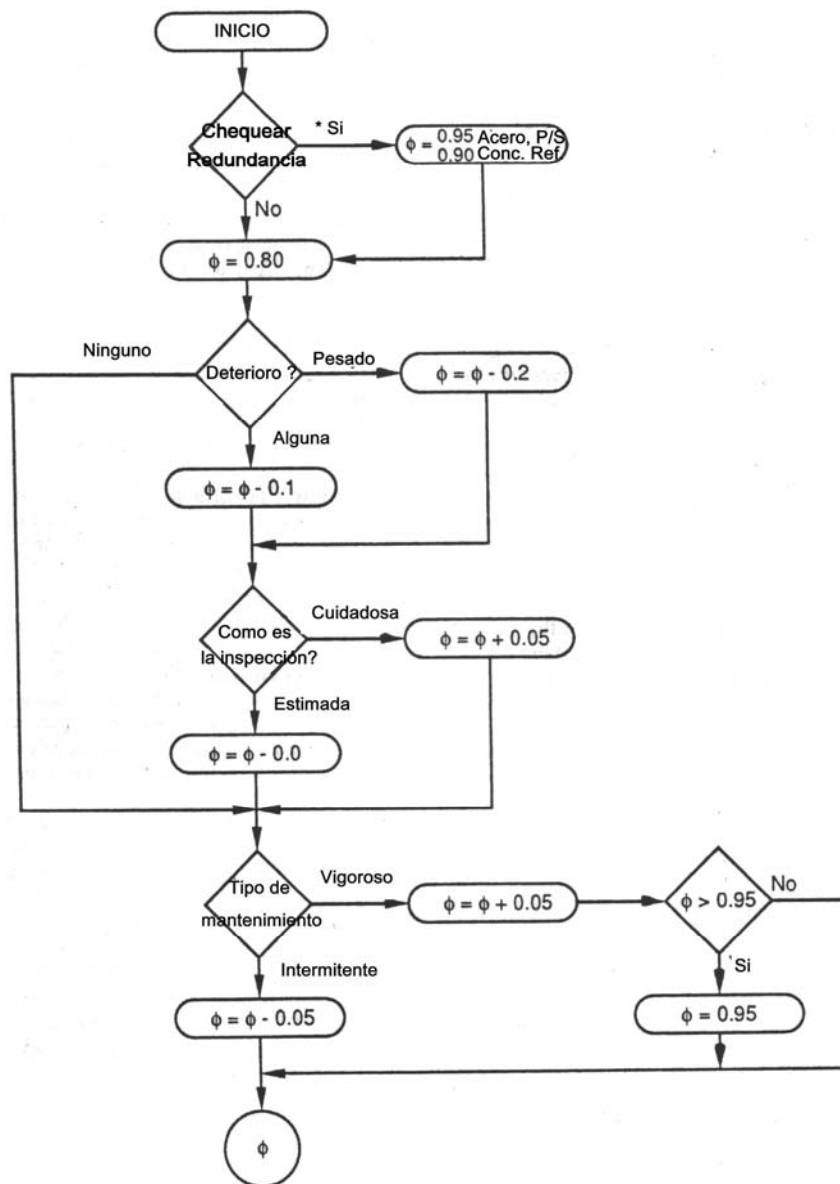 INICIO
Chequear
Redundancia
* Si
ϕ = 0.95 Acero, P/S
0.90 Conc. Ref
No
ϕ = 0.80
Ninguno
Deterioro ?
Pesado
ϕ = ϕ - 0.2
Alguna
ϕ = ϕ - 0.1
Como es
la inspección?
Cuidadosa
ϕ = ϕ + 0.05
Estimada
ϕ = ϕ - 0.0
Tipo de
mantenimiento
Vigoroso
ϕ = ϕ + 0.05
ϕ > 0.95
No
Si
ϕ = 0.95
Intermitente
ϕ = ϕ - 0.05
ϕ